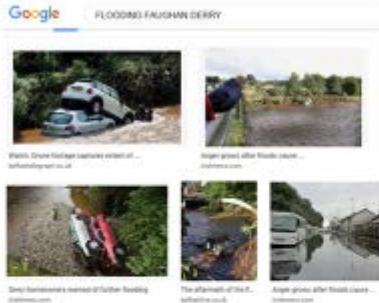 Google FLOODING FAUGHAN DERRY
Watch: Drone footage captures extent of ...
belfasttelegraph.co.uk
Anger grows after floods cause ...
irishnews.com
Derry homeowners warned of further flooding
irishnews.com
The aftermath of the f...
belfastlive.co.uk
Anger grows after floods cause ...
irishnews.com